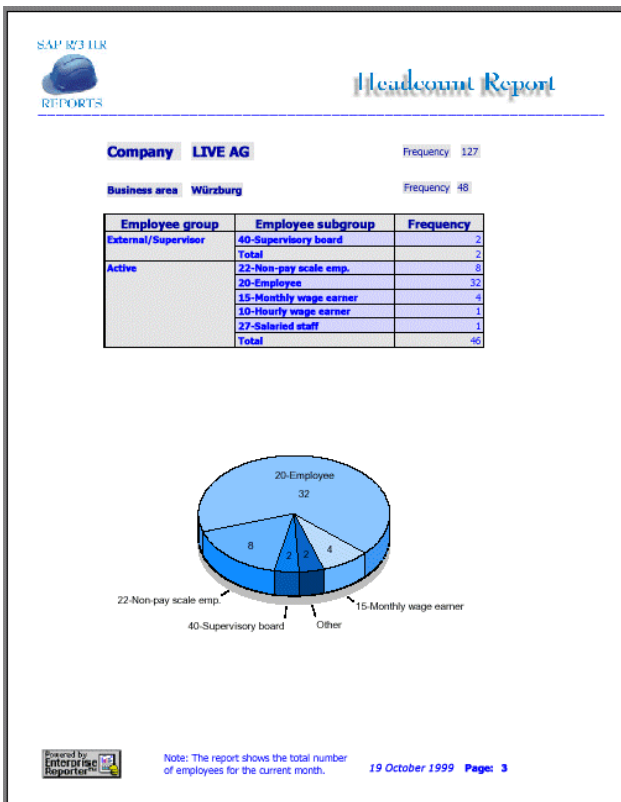 SAP R/3 HR
REPORTS
Headcount Report
Company LIVE AG Frequency 127
Business area Würzburg Frequency 48
Employee group Employee subgroup Frequency
External/Supervisor 40-Supervisory board 2
Total 2
Active 22-Non-pay scale emp. 8
20-Employee 32
15-Monthly wage earner 4
10-Hourly wage earner 1
27-Salaried staff 1
Total 46
20-Employee
32
8 2 2 4
22-Non-pay scale emp.
15-Monthly wage earner
40-Supervisory board
Other
Powered by
Enterprise
Reporter
Note: The report shows the total number
of employees for the current month.
19 October 1999 Page: 3